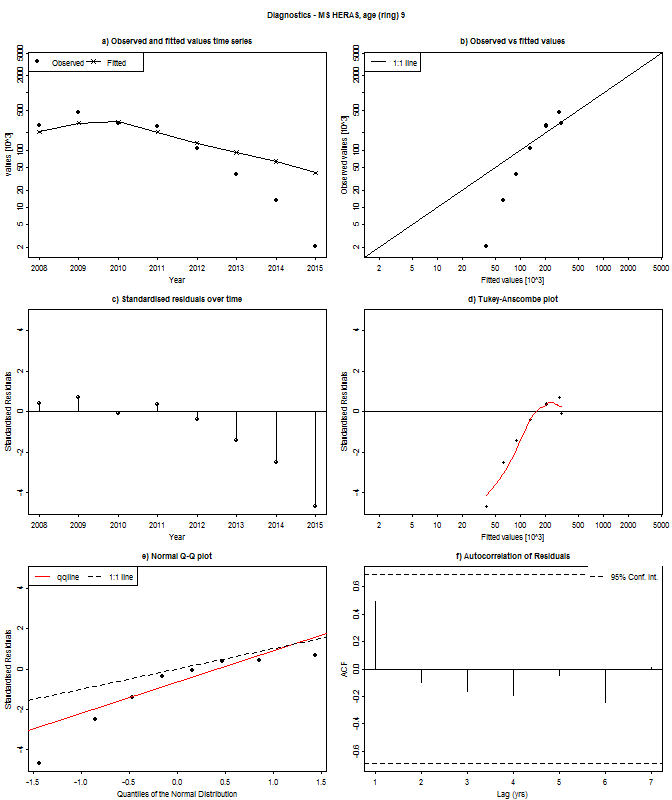 Diagnostics - MS HERAS, age (ring) 9
a) Observed and fitted values time series
Observed Fitted
values [10^3]
2 5 10 20 50 100 500 2000 5000
2008 2009 2010 2011 2012 2013 2014 2015
Year
b) Observed vs fitted values
1:1 line
Observed values [10^3]
2 5 10 20 50 100 500 2000 5000
2 5 10 20 50 100 200 500 1000 2000 5000
Fitted values [10^3]
c) Standardised residuals over time
Standardised Residuals
-4 -2 0 2 4
2008 2009 2010 2011 2012 2013 2014 2015
Year
d) Tukey-Anscombe plot
Standardised Residuals
-4 -2 0 2 4
2 5 10 20 50 100 200 500 1000 2000 5000
Fitted values [10^3]
e) Normal Q-Q plot
qqline 1:1 line
Standardised Residuals
-4 -2 0 2 4
-1.5 -1.0 -0.5 0.0 0.5 1.0 1.5
Quantiles of the Normal Distribution
f) Autocorrelation of Residuals
95% Conf. Int.
ACF
-0.6 -0.4 -0.2 0.0 0.2 0.4 0.6
1 2 3 4 5 6 7
Lag (yrs)